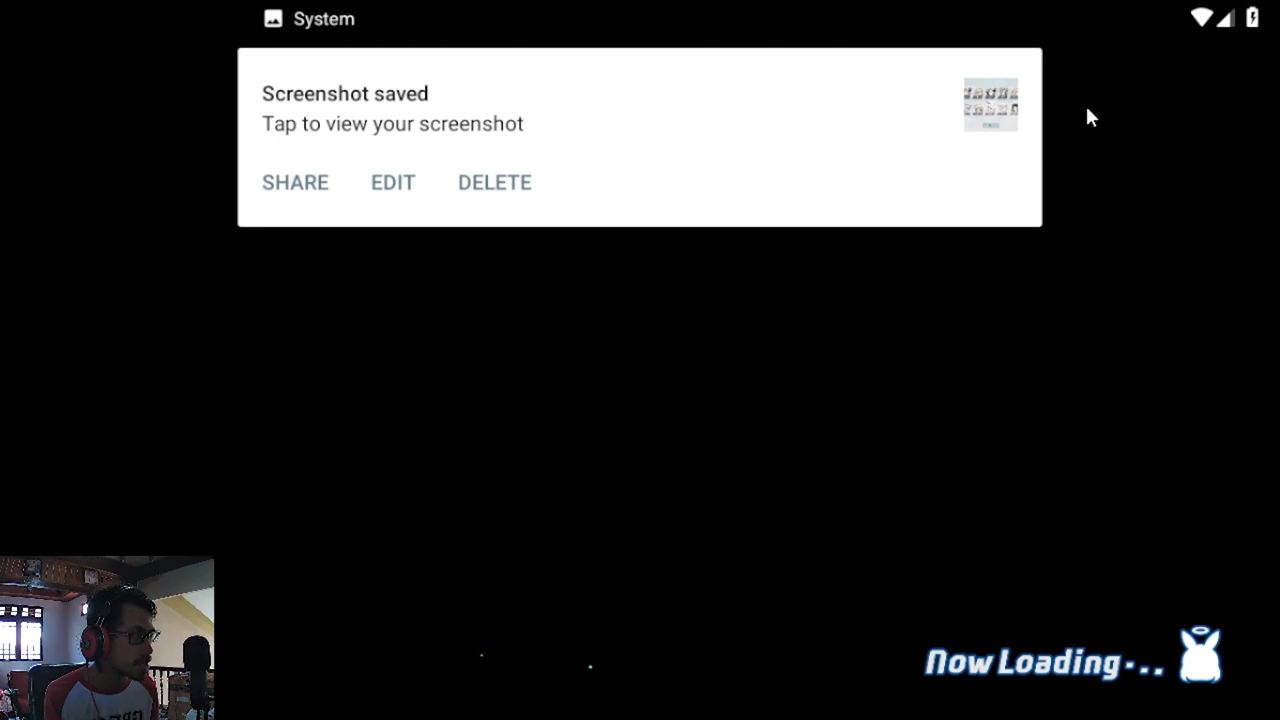 System
Screenshot saved
Tap to view your screenshot
SHARE EDIT DELETE
Now Loading...